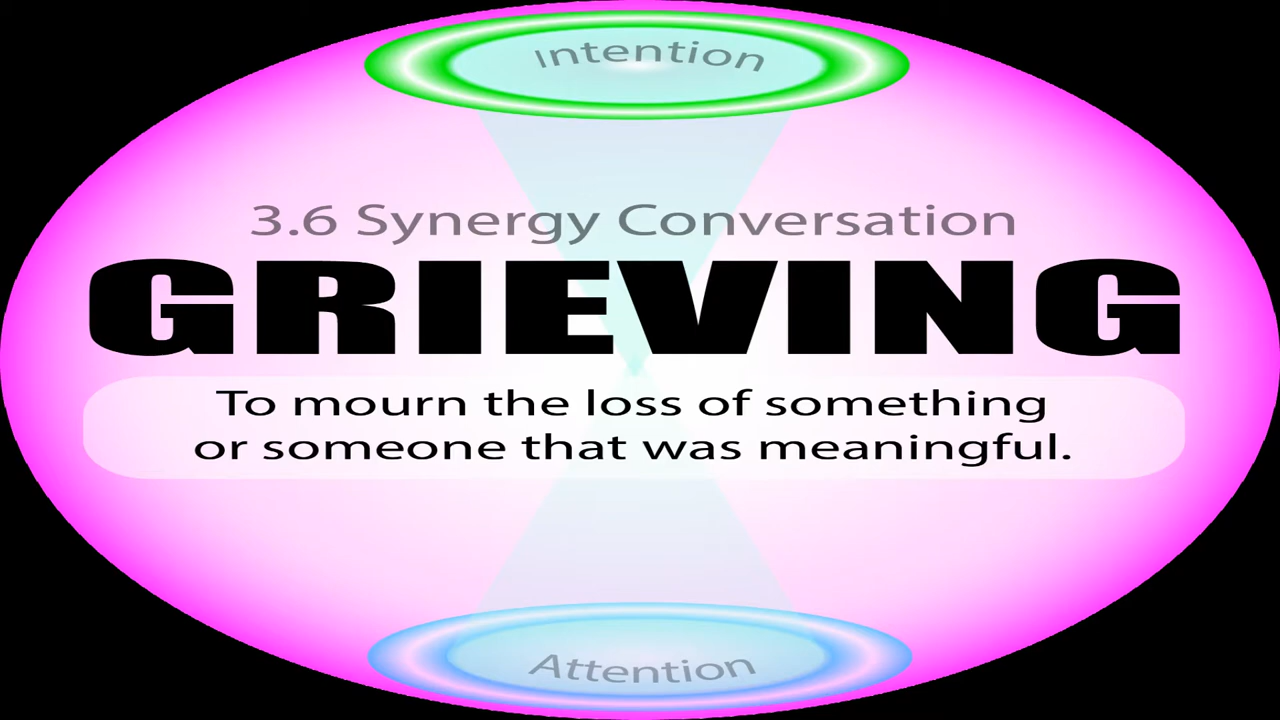 Intention
3.6 Synergy Conversation
GRIEVING
To mourn the loss of something
or someone that was meaningful.
Attention